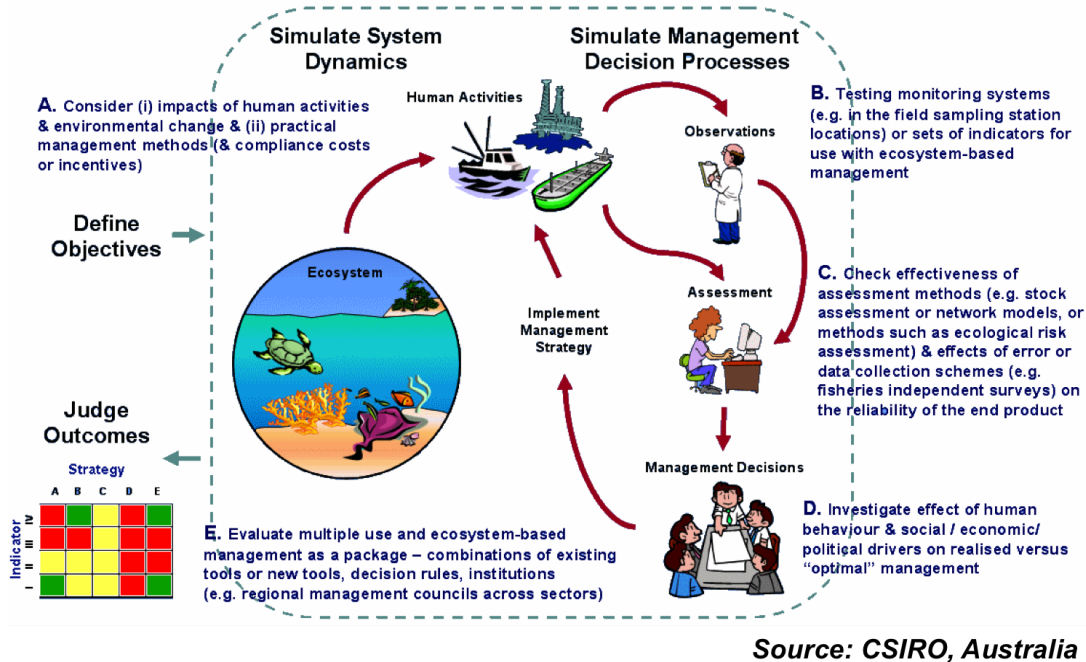 Simulate System
Dynamics
Simulate Management
Decision Processes
A. Consider (i) impacts of human activities
& environmental change & (ii) practical
management methods (& compliance costs
or incentives)
Human Activities
Observations
B. Testing monitoring systems
(e.g. in the field sampling station
locations) or sets of indicators for
use with ecosystem-based
management
Define
Objectives
Ecosystem
Implement
Management
Strategy
Assessment
C. Check effectiveness of
assessment methods (e.g. stock
assessment or network models, or
methods such as ecological risk
assessment) & effects of error or
data collection schemes (e.g.
fisheries independent surveys) on
the reliability of the end product
Judge
Outcomes
Strategy
A B C D E
Indicator
IV
III
II
I
Management Decisions
D. Investigate effect of human
behaviour & social / economic/
political drivers on realised versus
“optimal” management
E. Evaluate multiple use and ecosystem-based
management as a package – combinations of existing
tools or new tools, decision rules, institutions
(e.g. regional management councils across sectors)
Source: CSIRO, Australia